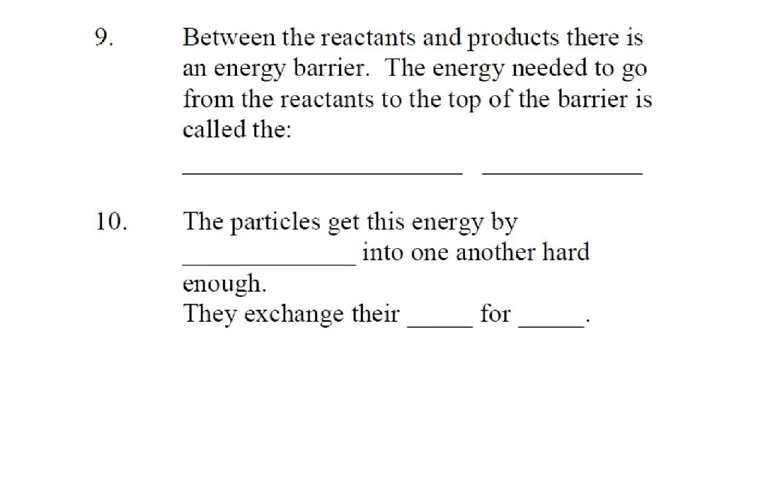 9. Between the reactants and products there is
an energy barrier. The energy needed to go
from the reactants to the top of the barrier is
called the:
____________________ ____________
10. The particles get this energy by
_____________ into one another hard
enough.
They exchange their _____ for _____.